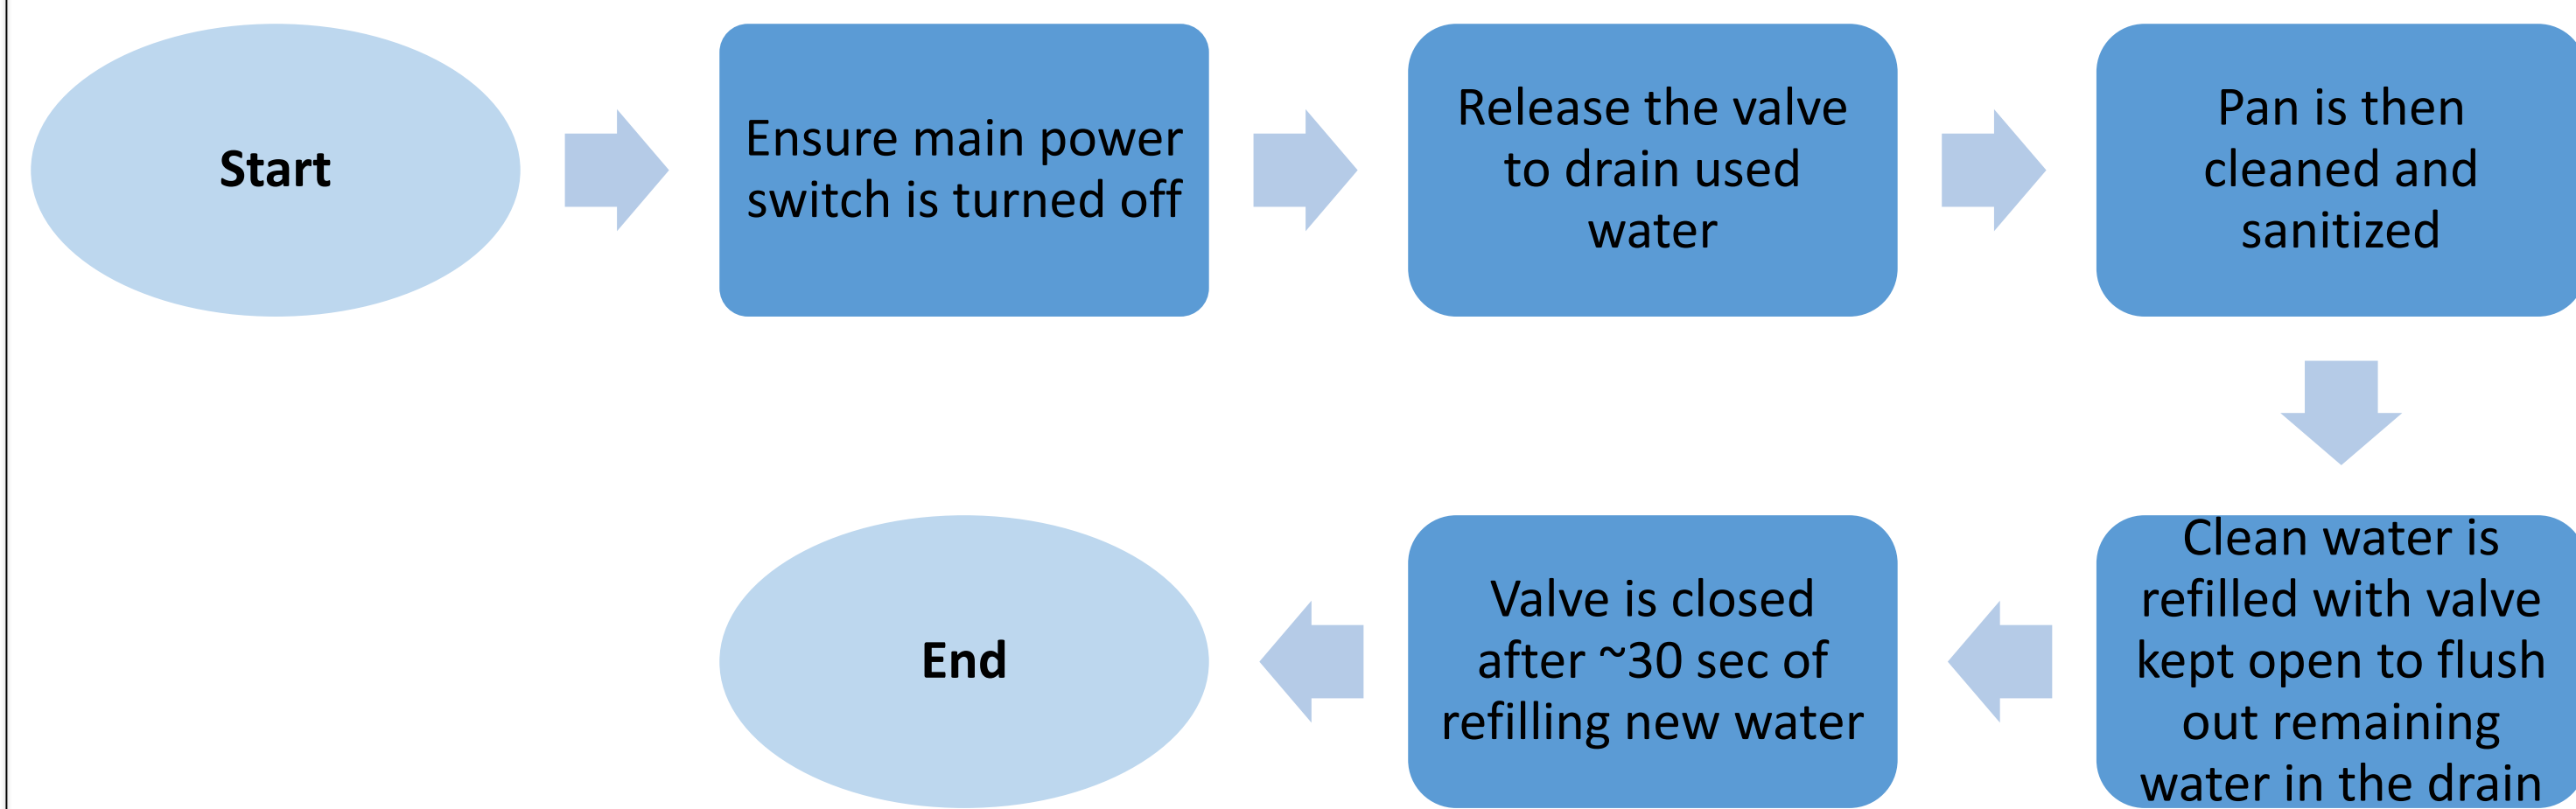 Start
Ensure main power
switch is turned off
Release the valve
to drain used
water
Pan is then
cleaned and
sanitized
Clean water is
refilled with valve
kept open to flush
out remaining
water in the drain
Valve is closed
after ~30 sec of
refilling new water
End